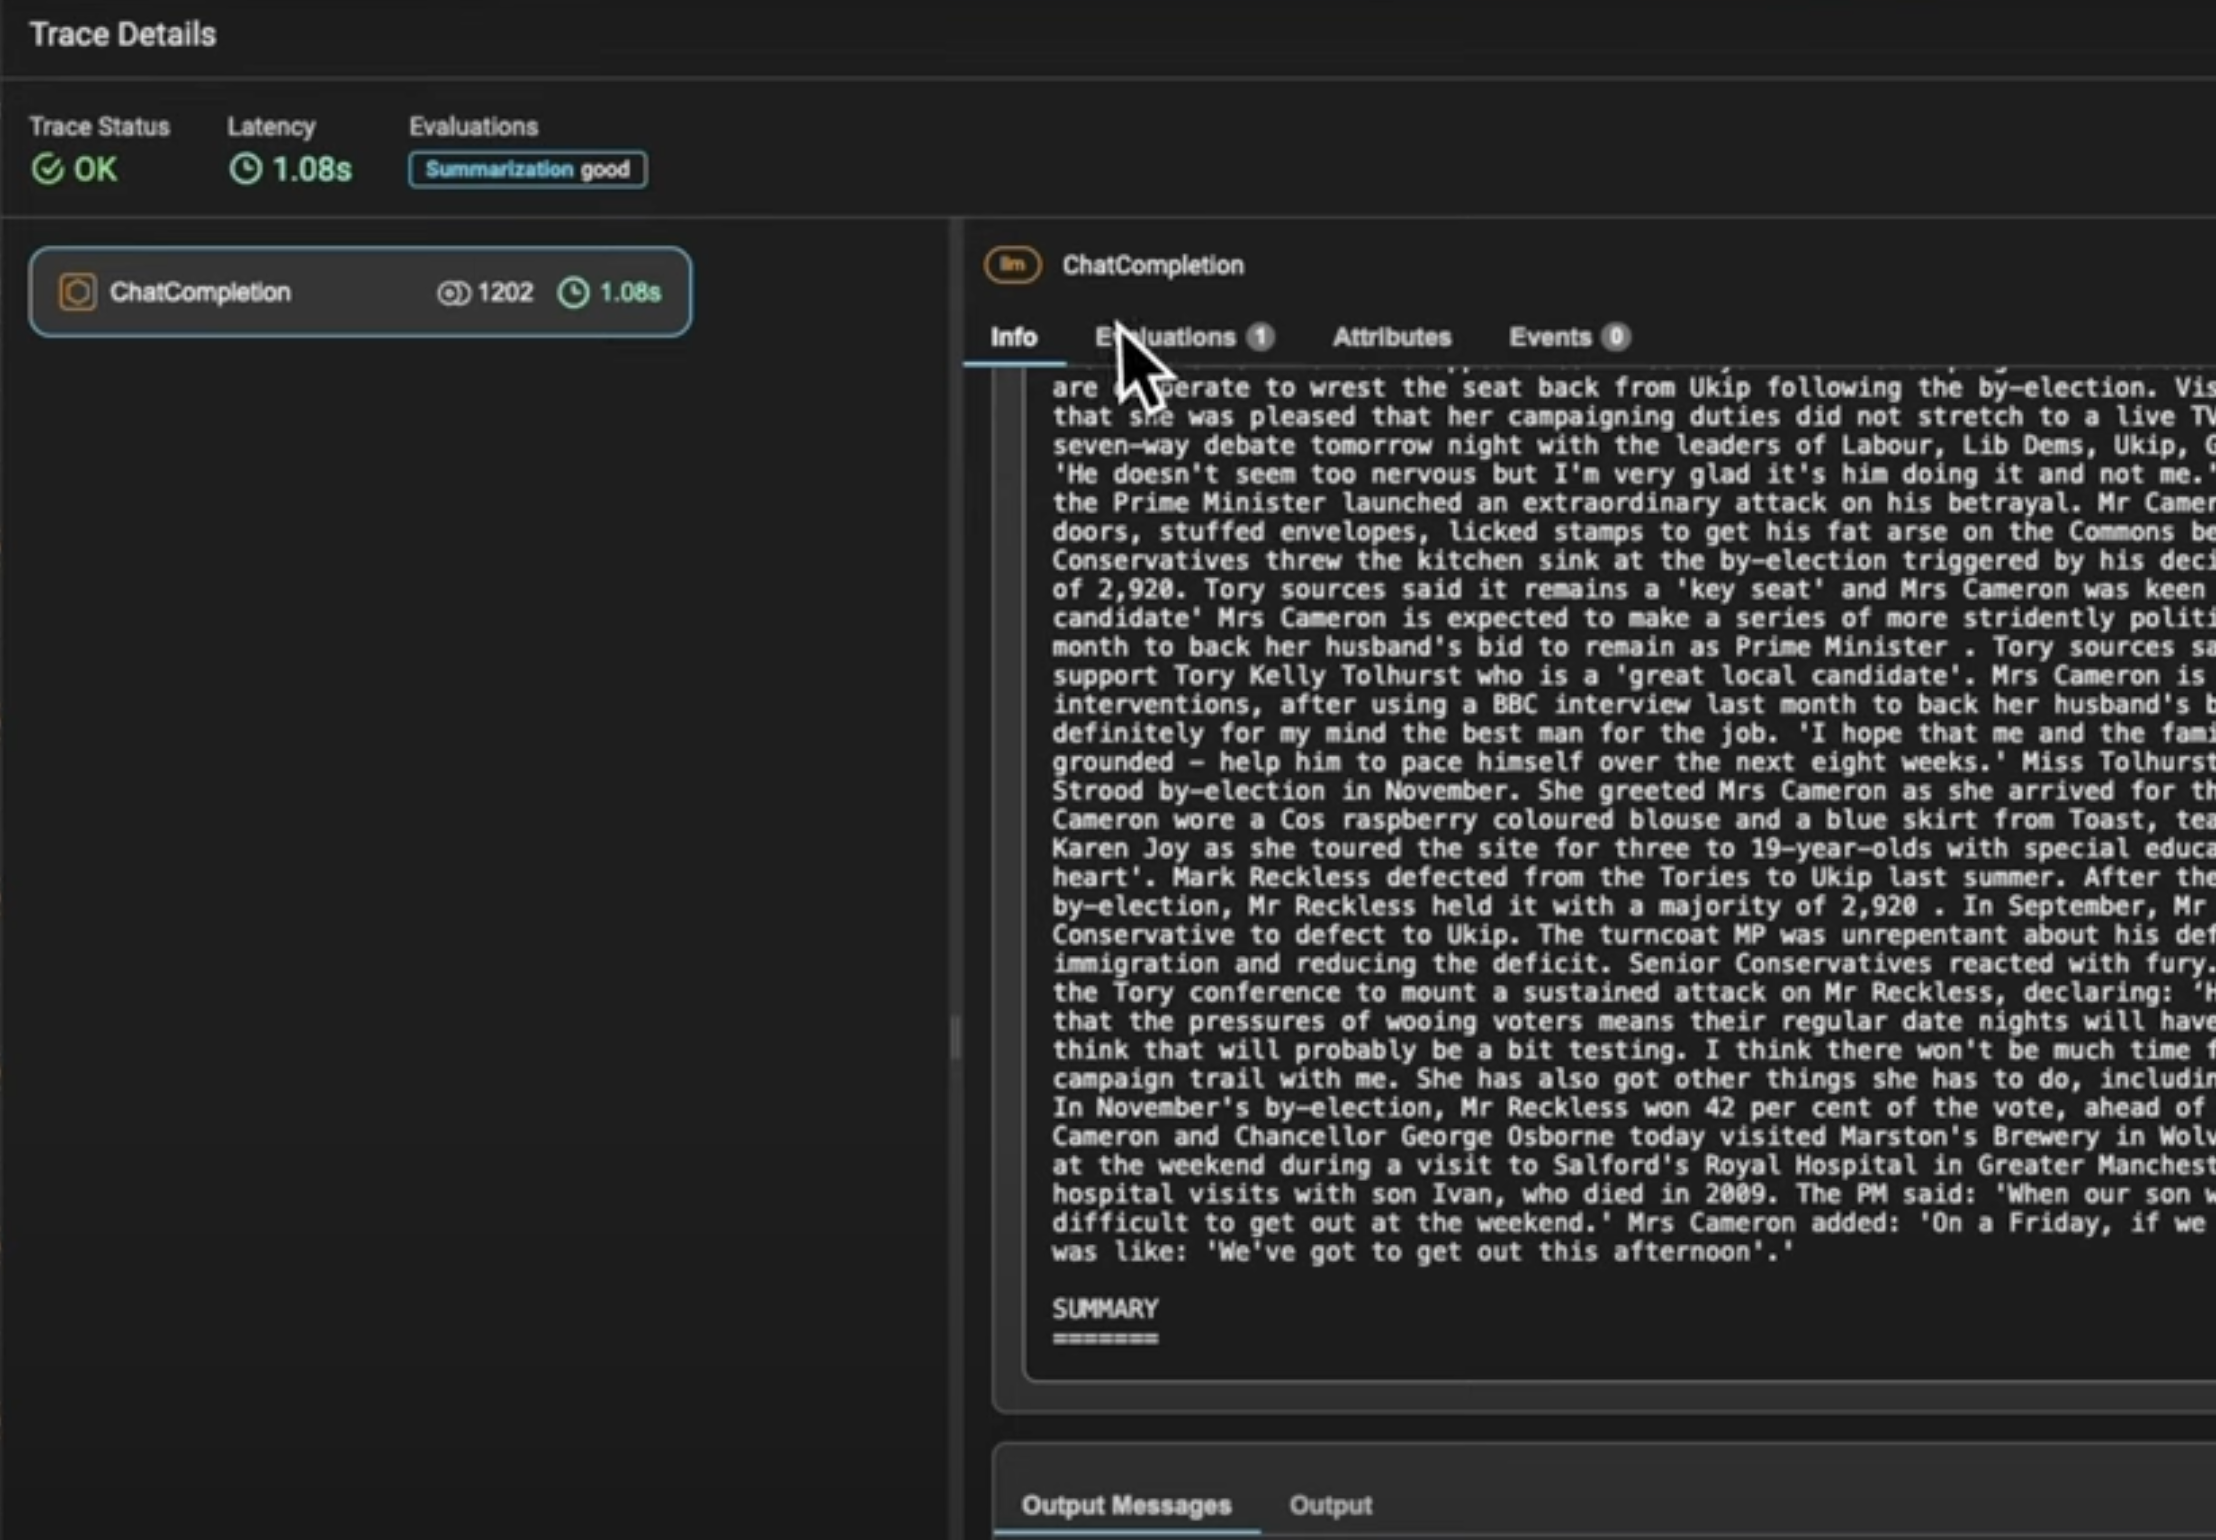 Trace Details
Trace Status Latency Evaluations
OK 1.08s Summarization good
ChatCompletion 1202 1.08s
llm ChatCompletion
Info Evaluations 1 Attributes Events 0
are to wrest the seat back from Ukip following the by-election. Vis
that she was pleased that her campaigning duties did not stretch to a live TV
seven-way debate tomorrow night with the leaders of Labour, Lib Dems, Ukip, G
'He doesn't seem too nervous but I'm very glad it's him doing it and not me.'
the Prime Minister launched an extraordinary attack on his betrayal. Mr Camer
doors, stuffed envelopes, licked stamps to get his fat arse on the Commons be
Conservatives threw the kitchen sink at the by-election triggered by his deci
of 2,920. Tory sources said it remains a 'key seat' and Mrs Cameron was keen
candidate' Mrs Cameron is expected to make a series of more stridently politi
month to back her husband's bid to remain as Prime Minister . Tory sources sa
support Tory Kelly Tolhurst who is a 'great local candidate'. Mrs Cameron is
interventions, after using a BBC interview last month to back her husband's b
definitely for my mind the best man for the job. 'I hope that me and the fami
grounded – help him to pace himself over the next eight weeks.' Miss Tolhurst
Strood by-election in November. She greeted Mrs Cameron as she arrived for th
Cameron wore a Cos raspberry coloured blouse and a blue skirt from Toast, tea
Karen Joy as she toured the site for three to 19-year-olds with special educa
heart'. Mark Reckless defected from the Tories to Ukip last summer. After the
by-election, Mr Reckless held it with a majority of 2,920 . In September, Mr
Conservative to defect to Ukip. The turncoat MP was unrepentant about his def
immigration and reducing the deficit. Senior Conservatives reacted with fury.
the Tory conference to mount a sustained attack on Mr Reckless, declaring: ‘H
that the pressures of wooing voters means their regular date nights will have
think that will probably be a bit testing. I think there won't be much time f
campaign trail with me. She has also got other things she has to do, includin
In November's by-election, Mr Reckless won 42 per cent of the vote, ahead of
Cameron and Chancellor George Osborne today visited Marston's Brewery in Wolv
at the weekend during a visit to Salford's Royal Hospital in Greater Manchest
hospital visits with son Ivan, who died in 2009. The PM said: 'When our son w
difficult to get out at the weekend.' Mrs Cameron added: 'On a Friday, if we
was like: 'We've got to get out this afternoon'.'
SUMMARY
=======
Output Messages Output